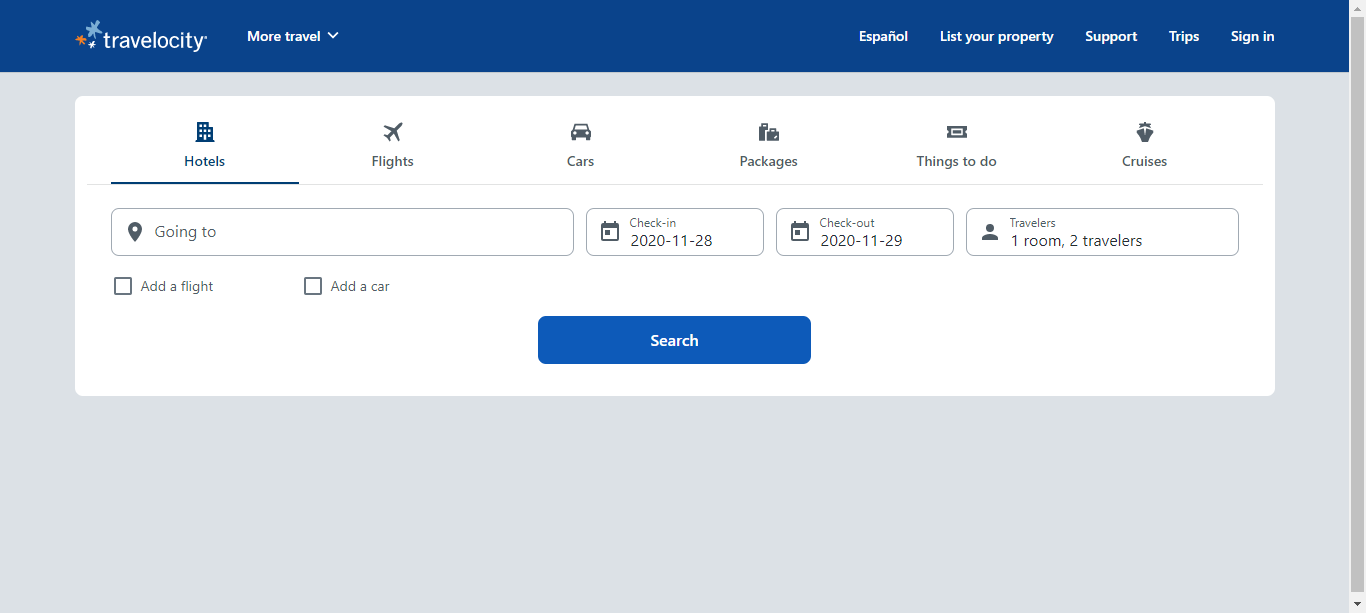 travelocity
More travel
Español
List your property
Support
Trips
Sign in
Hotels
Flights
Cars
Packages
Things to do
Cruises
Going to
Check-in
2020-11-28
Check-out
2020-11-29
Travelers
1 room, 2 travelers
Add a flight
Add a car
Search